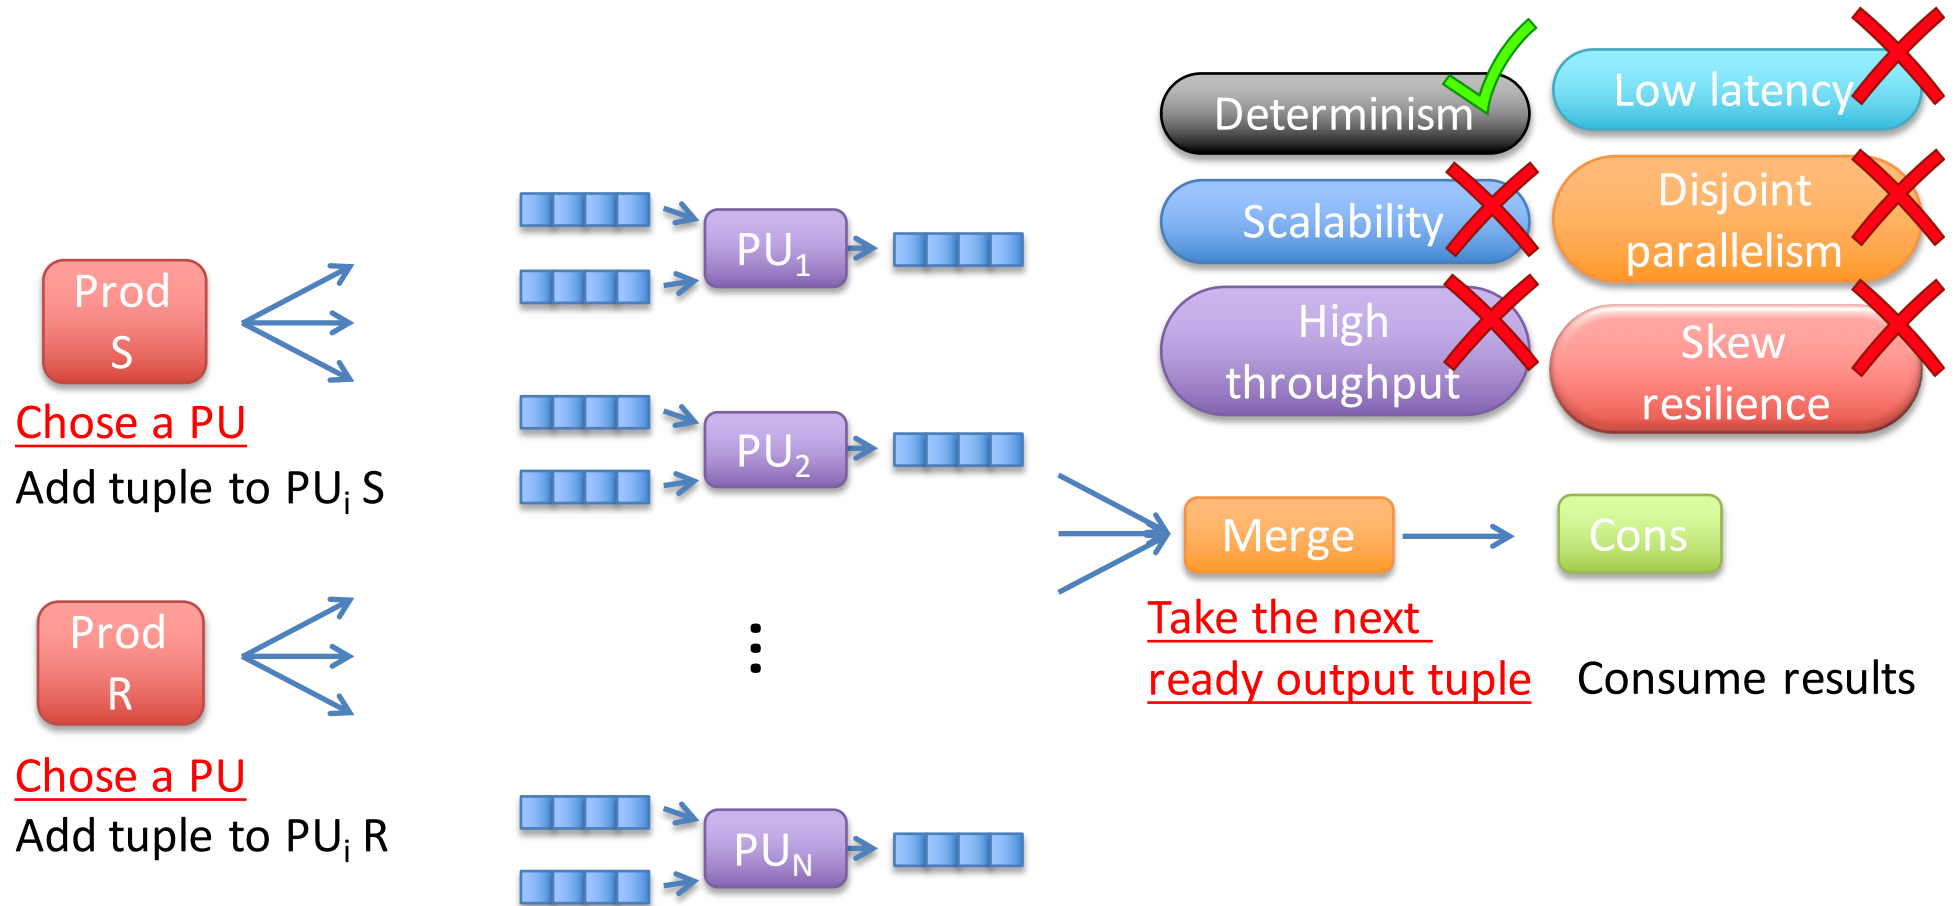 Prod
S
Chose a PU
Add tuple to PUi S
Prod
R
Chose a PU
Add tuple to PUi R
PU1
PU2
⋮
PUN
Determinism
Scalability
High
throughput
Low latency
Disjoint
parallelism
Skew
resilience
Merge
Take the next
ready output tuple
Cons
Consume results